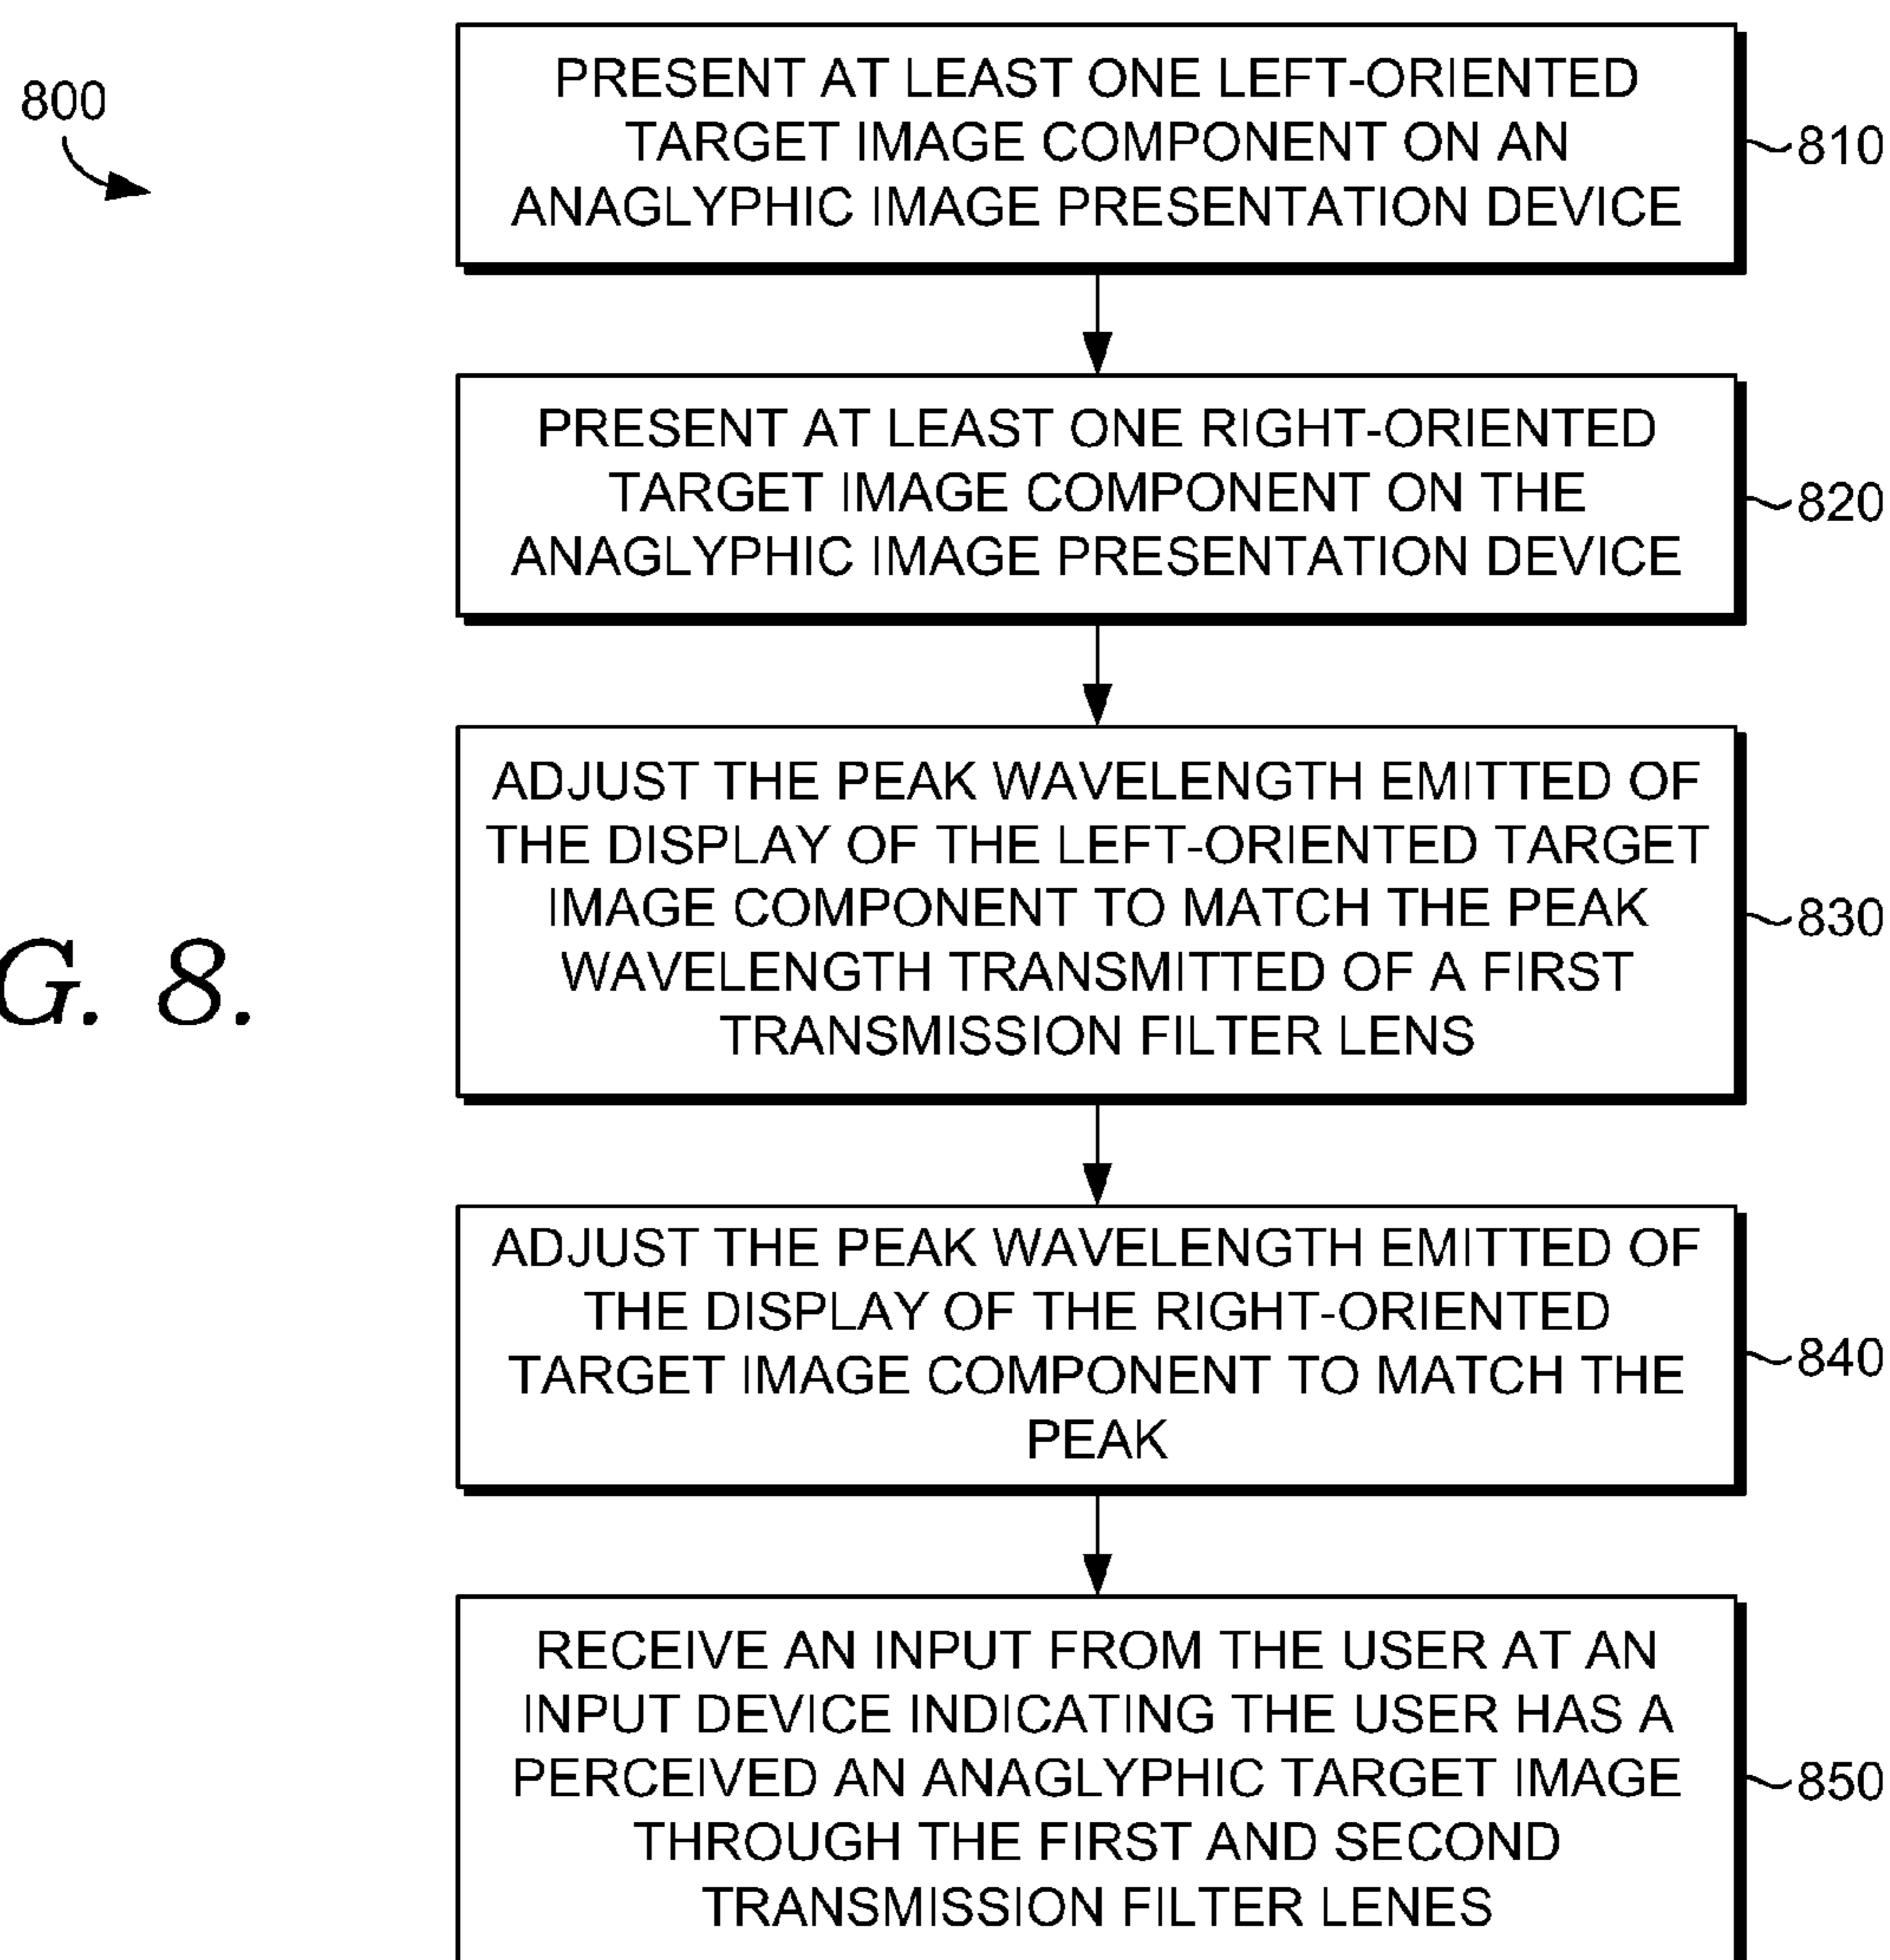 800
PRESENT AT LEAST ONE LEFT-ORIENTED
TARGET IMAGE COMPONENT ON AN
ANAGLYPHIC IMAGE PRESENTATION DEVICE
810
PRESENT AT LEAST ONE RIGHT-ORIENTED
TARGET IMAGE COMPONENT ON THE
ANAGLYPHIC IMAGE PRESENTATION DEVICE
820
ADJUST THE PEAK WAVELENGTH EMITTED OF
THE DISPLAY OF THE LEFT-ORIENTED TARGET
IMAGE COMPONENT TO MATCH THE PEAK
WAVELENGTH TRANSMITTED OF A FIRST
TRANSMISSION FILTER LENS
830
G. 8.
ADJUST THE PEAK WAVELENGTH EMITTED OF
THE DISPLAY OF THE RIGHT-ORIENTED
TARGET IMAGE COMPONENT TO MATCH THE
PEAK
840
RECEIVE AN INPUT FROM THE USER AT AN
INPUT DEVICE INDICATING THE USER HAS A
PERCEIVED AN ANAGLYPHIC TARGET IMAGE
THROUGH THE FIRST AND SECOND
TRANSMISSION FILTER LENES
850